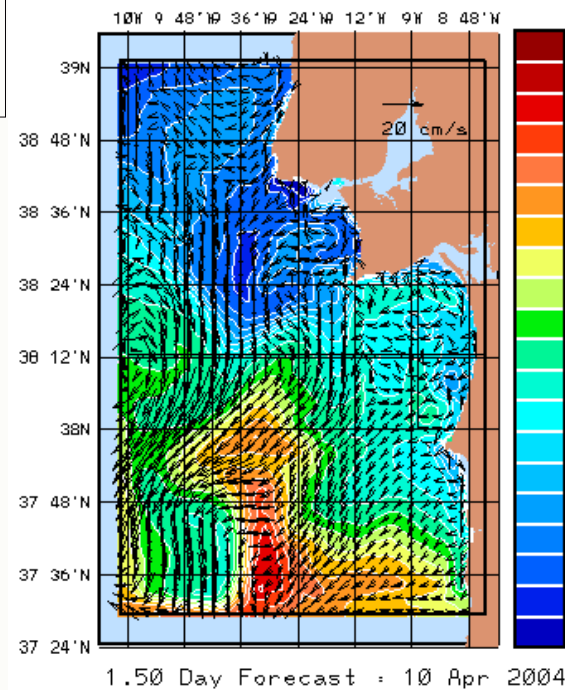 10W 9 48'W 36'W 24'W 12'W 9W 8 48'W
39N
20 cm/s
38 48'N
38 36'N
38 24'N
38 12'N
38N
37 48'N
37 36'N
37 24'N
1.50 Day Forecast : 10 Apr 2004